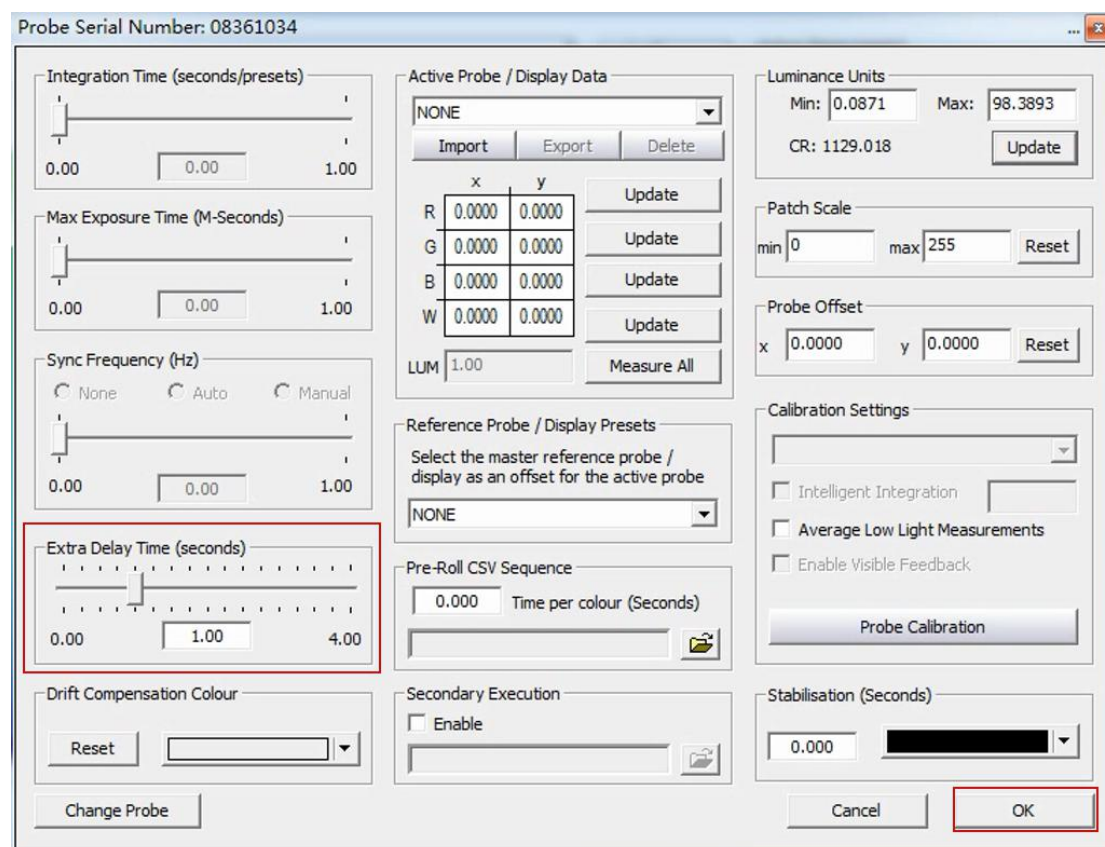 Probe Serial Number: 08361034
...
Integration Time (seconds/presets)
0.00 0.00 1.00
Max Exposure Time (M-Seconds)
0.00 0.00 1.00
Sync Frequency (Hz)
None Auto Manual
0.00 0.00 1.00
Extra Delay Time (seconds)
0.00 1.00 4.00
Drift Compensation Colour
Reset
Change Probe
Active Probe / Display Data
NONE
Import Export Delete
x y
R 0.0000 0.0000 Update
G 0.0000 0.0000 Update
B 0.0000 0.0000 Update
W 0.0000 0.0000 Update
LUM 1.00 Measure All
Reference Probe / Display Presets
Select the master reference probe /
display as an offset for the active probe
NONE
Pre-Roll CSV Sequence
0.000 Time per colour (Seconds)
Secondary Execution
Enable
Luminance Units
Min: 0.0871 Max: 98.3893
CR: 1129.018 Update
Patch Scale
min 0 max 255 Reset
Probe Offset
x 0.0000 y 0.0000 Reset
Calibration Settings
Intelligent Integration
Average Low Light Measurements
Enable Visible Feedback
Probe Calibration
Stabilisation (Seconds)
0.000
Cancel OK